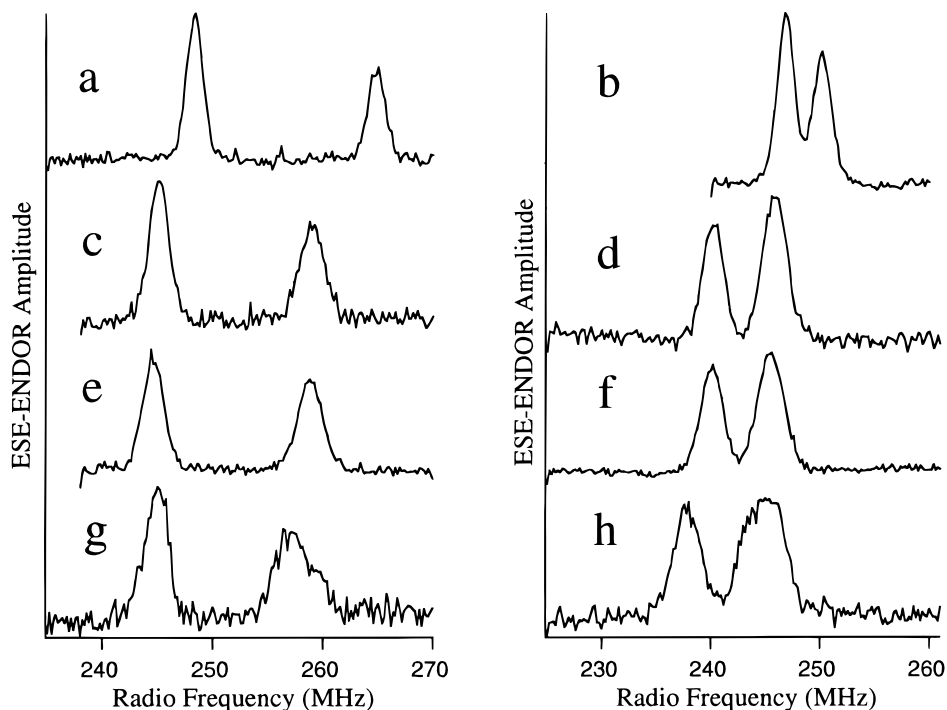 a
c
e
g
ESE-ENDOR Amplitude
240 250 260 270
Radio Frequency (MHz)
b
d
f
h
ESE-ENDOR Amplitude
230 240 250 260
Radio Frequency (MHz)